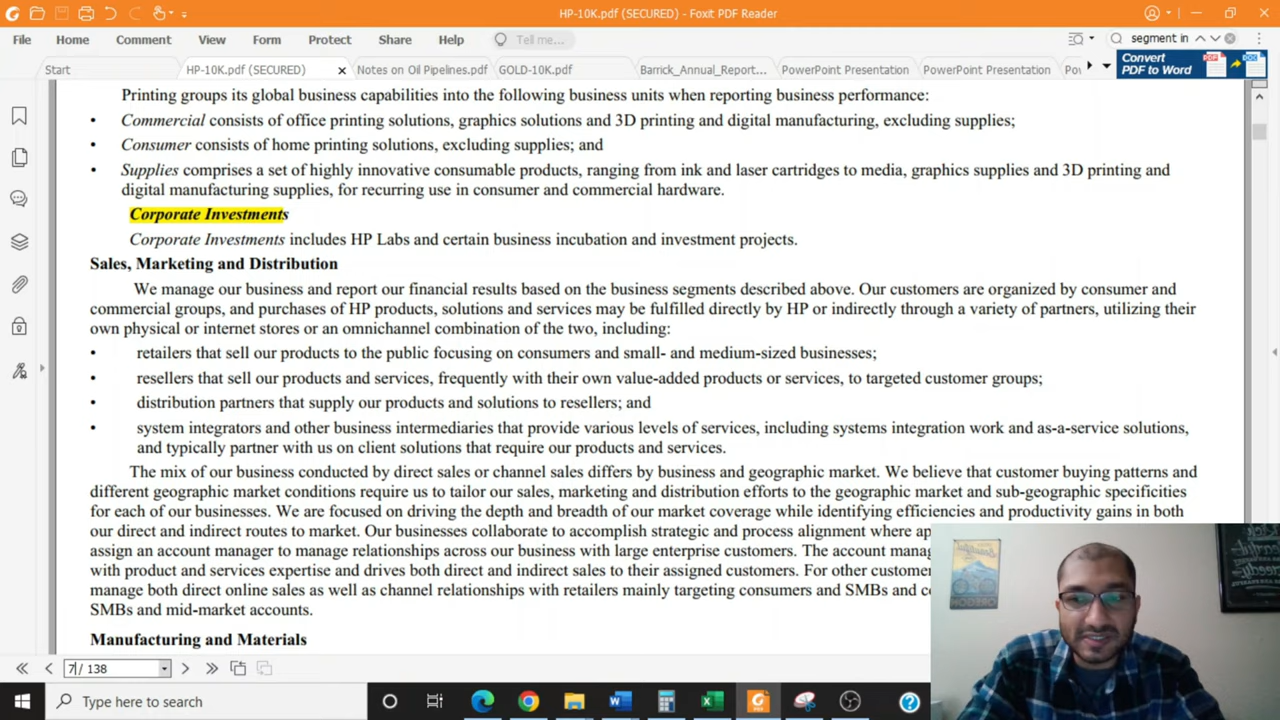 HP-10K.pdf (SECURED) - Foxit PDF Reader
File Home Comment View Form Protect Share Help Tell me... segment in
Start HP-10K.pdf (SECURED) Notes on Oil Pipelines.pdf GOLD-10K.pdf Barrick_Annual_Report... PowerPoint Presentation PowerPoint Presentation Pow
Convert
PDF to Word
Printing groups its global business capabilities into the following business units when reporting business performance:
• Commercial consists of office printing solutions, graphics solutions and 3D printing and digital manufacturing, excluding supplies;
• Consumer consists of home printing solutions, excluding supplies; and
• Supplies comprises a set of highly innovative consumable products, ranging from ink and laser cartridges to media, graphics supplies and 3D printing and
digital manufacturing supplies, for recurring use in consumer and commercial hardware.
Corporate Investments
Corporate Investments includes HP Labs and certain business incubation and investment projects.
Sales, Marketing and Distribution
We manage our business and report our financial results based on the business segments described above. Our customers are organized by consumer and
commercial groups, and purchases of HP products, solutions and services may be fulfilled directly by HP or indirectly through a variety of partners, utilizing their
own physical or internet stores or an omnichannel combination of the two, including:
• retailers that sell our products to the public focusing on consumers and small- and medium-sized businesses;
• resellers that sell our products and services, frequently with their own value-added products or services, to targeted customer groups;
• distribution partners that supply our products and solutions to resellers; and
• system integrators and other business intermediaries that provide various levels of services, including systems integration work and as-a-service solutions,
and typically partner with us on client solutions that require our products and services.
The mix of our business conducted by direct sales or channel sales differs by business and geographic market. We believe that customer buying patterns and
different geographic market conditions require us to tailor our sales, marketing and distribution efforts to the geographic market and sub-geographic specificities
for each of our businesses. We are focused on driving the depth and breadth of our market coverage while identifying efficiencies and productivity gains in both
our direct and indirect routes to market. Our businesses collaborate to accomplish strategic and process alignment where ap
assign an account manager to manage relationships across our business with large enterprise customers. The account manag
with product and services expertise and drives both direct and indirect sales to their assigned customers. For other custome
manage both direct online sales as well as channel relationships with retailers mainly targeting consumers and SMBs and co
SMBs and mid-market accounts.
Manufacturing and Materials
7 / 138
Type here to search